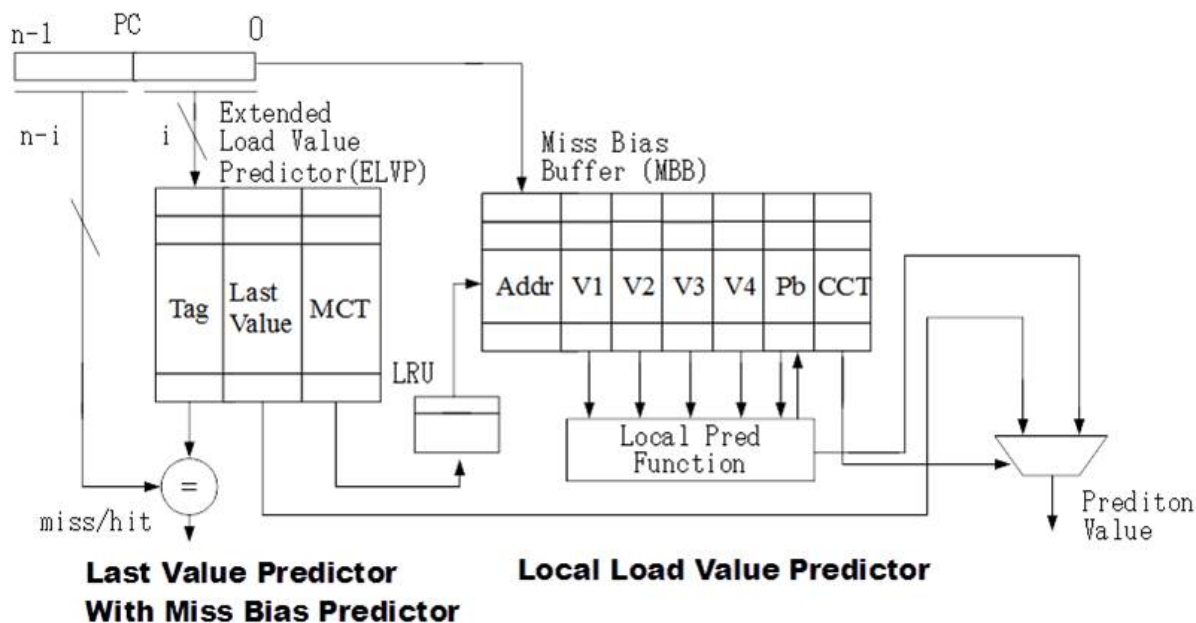 n-1 PC 0
n-i
i
Extended
Load Value
Predictor(ELVP)
Miss Bias
Buffer (MBB)
Tag
Last
Value
MCT
LRU
Addr V1 V2 V3 V4 Pb CCT
Local Pred
Function
=
miss/hit
Prediton
Value
Last Value Predictor
With Miss Bias Predictor
Local Load Value Predictor